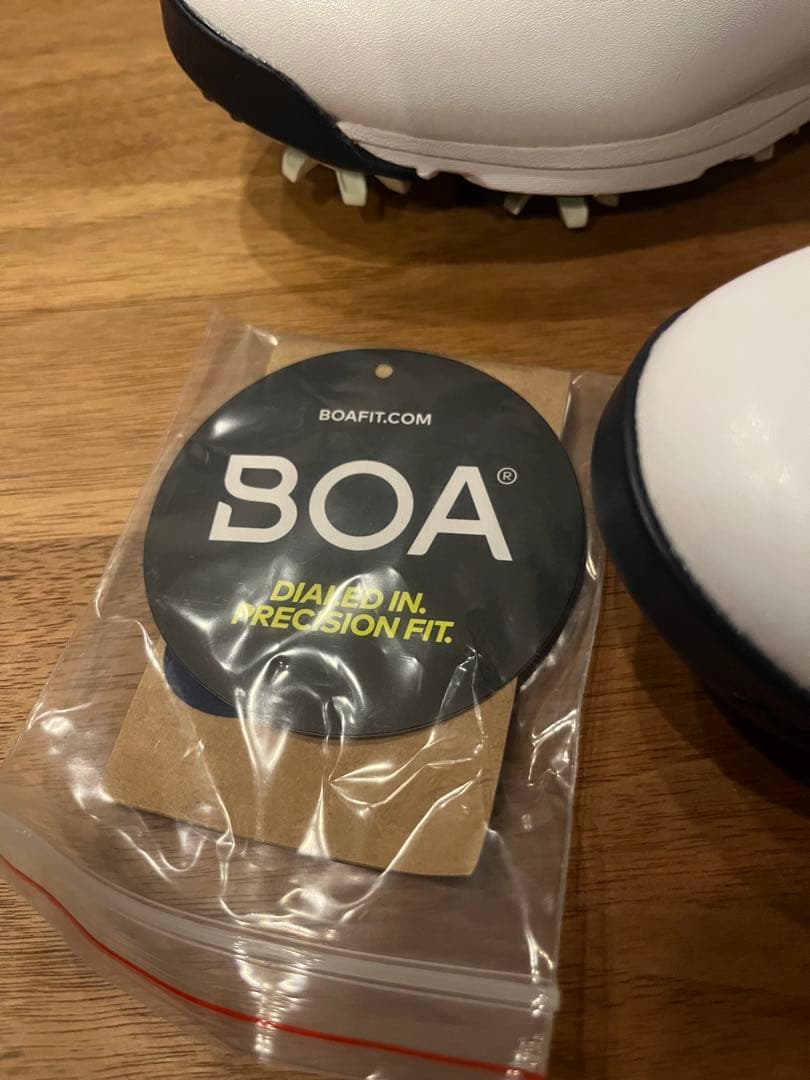 BOAFIT.COM
BOA®
DIALED IN.
PRECISION FIT.